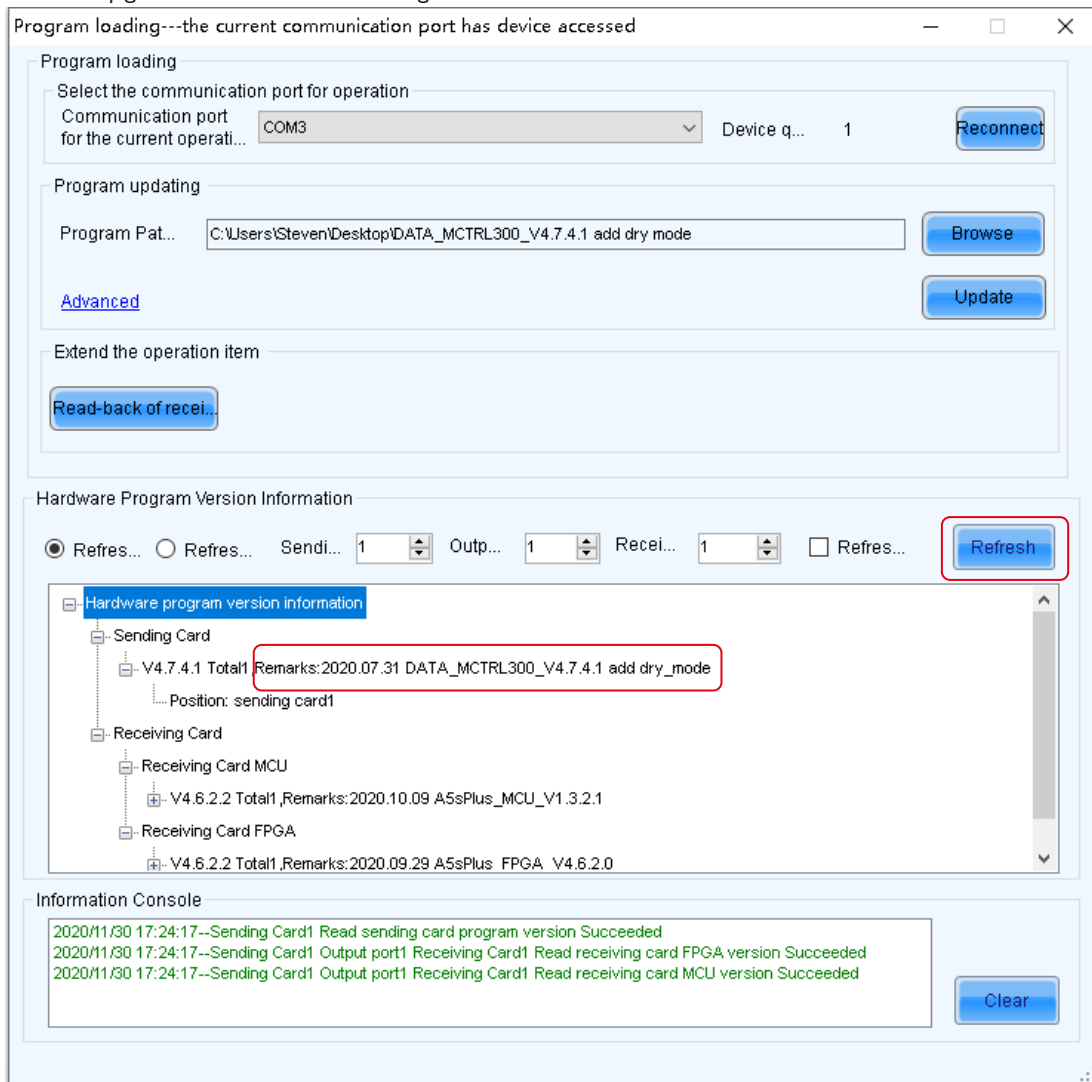 Program loading---the current communication port has device accessed
Program loading
Select the communication port for operation
Communication port
for the current operati... COM3 Device q... 1 Reconnect
Program updating
Program Pat... C:\Users\Steven\Desktop\DATA_MCTRL300_V4.7.4.1 add dry mode Browse
Advanced Update
Extend the operation item
Read-back of recei...
Hardware Program Version Information
Refres... Refres... Sendi... 1 Outp... 1 Recei... 1 Refres... Refresh
Hardware program version information
Sending Card
V4.7.4.1 Total1 ,Remarks:2020.07.31 DATA_MCTRL300_V4.7.4.1 add dry_mode
Position: sending card1
Receiving Card
Receiving Card MCU
V4.6.2.2 Total1 ,Remarks:2020.10.09 A5sPlus_MCU_V1.3.2.1
Receiving Card FPGA
V4.6.2.2 Total1 ,Remarks:2020.09.29 A5sPlus_FPGA_V4.6.2.0
Information Console
2020/11/30 17:24:17--Sending Card1 Read sending card program version Succeeded
2020/11/30 17:24:17--Sending Card1 Output port1 Receiving Card1 Read receiving card FPGA version Succeeded
2020/11/30 17:24:17--Sending Card1 Output port1 Receiving Card1 Read receiving card MCU version Succeeded
Clear